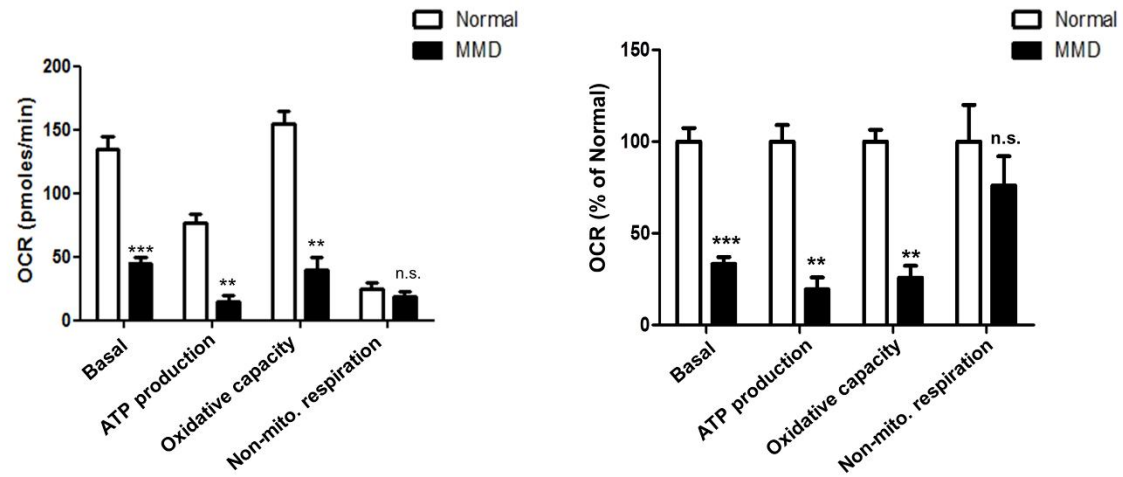 Normal
MMD
200
150
100
50
0
OCR (pmoles/min)
***
**
**
n.s.
Basal
ATP production
Oxidative capacity
Non-mito. respiration
Normal
MMD
150
100
50
0
OCR (% of Normal)
***
**
**
n.s.
Basal
ATP production
Oxidative capacity
Non-mito. respiration